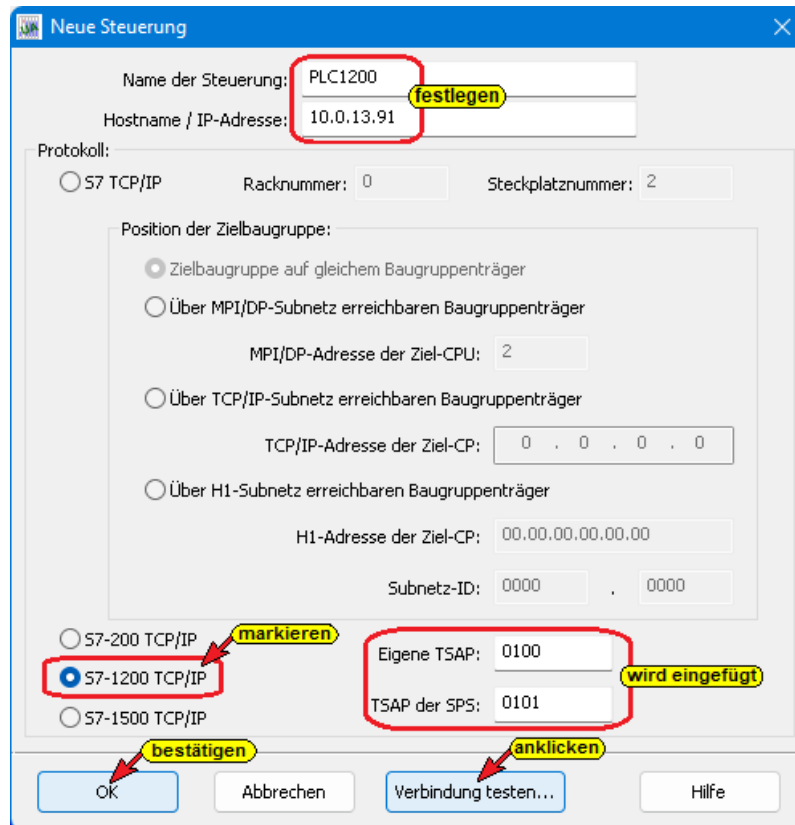 Neue Steuerung
Name der Steuerung: PLC1200
festlegen
Hostname / IP-Adresse: 10.0.13.91
Protokoll:
S7 TCP/IP Racknummer: 0 Steckplatznummer: 2
Position der Zielbaugruppe:
Zielbaugruppe auf gleichem Baugruppenträger
Über MPI/DP-Subnetz erreichbaren Baugruppenträger
MPI/DP-Adresse der Ziel-CPU: 2
Über TCP/IP-Subnetz erreichbaren Baugruppenträger
TCP/IP-Adresse der Ziel-CP: 0 . 0 . 0 . 0
Über H1-Subnetz erreichbaren Baugruppenträger
H1-Adresse der Ziel-CP: 00.00.00.00.00.00
Subnetz-ID: 0000 . 0000
S7-200 TCP/IP markieren
Eigene TSAP: 0100
S7-1200 TCP/IP
wird eingefügt
TSAP der SPS: 0101
S7-1500 TCP/IP
bestätigen anklicken
OK Abbrechen Verbindung testen... Hilfe